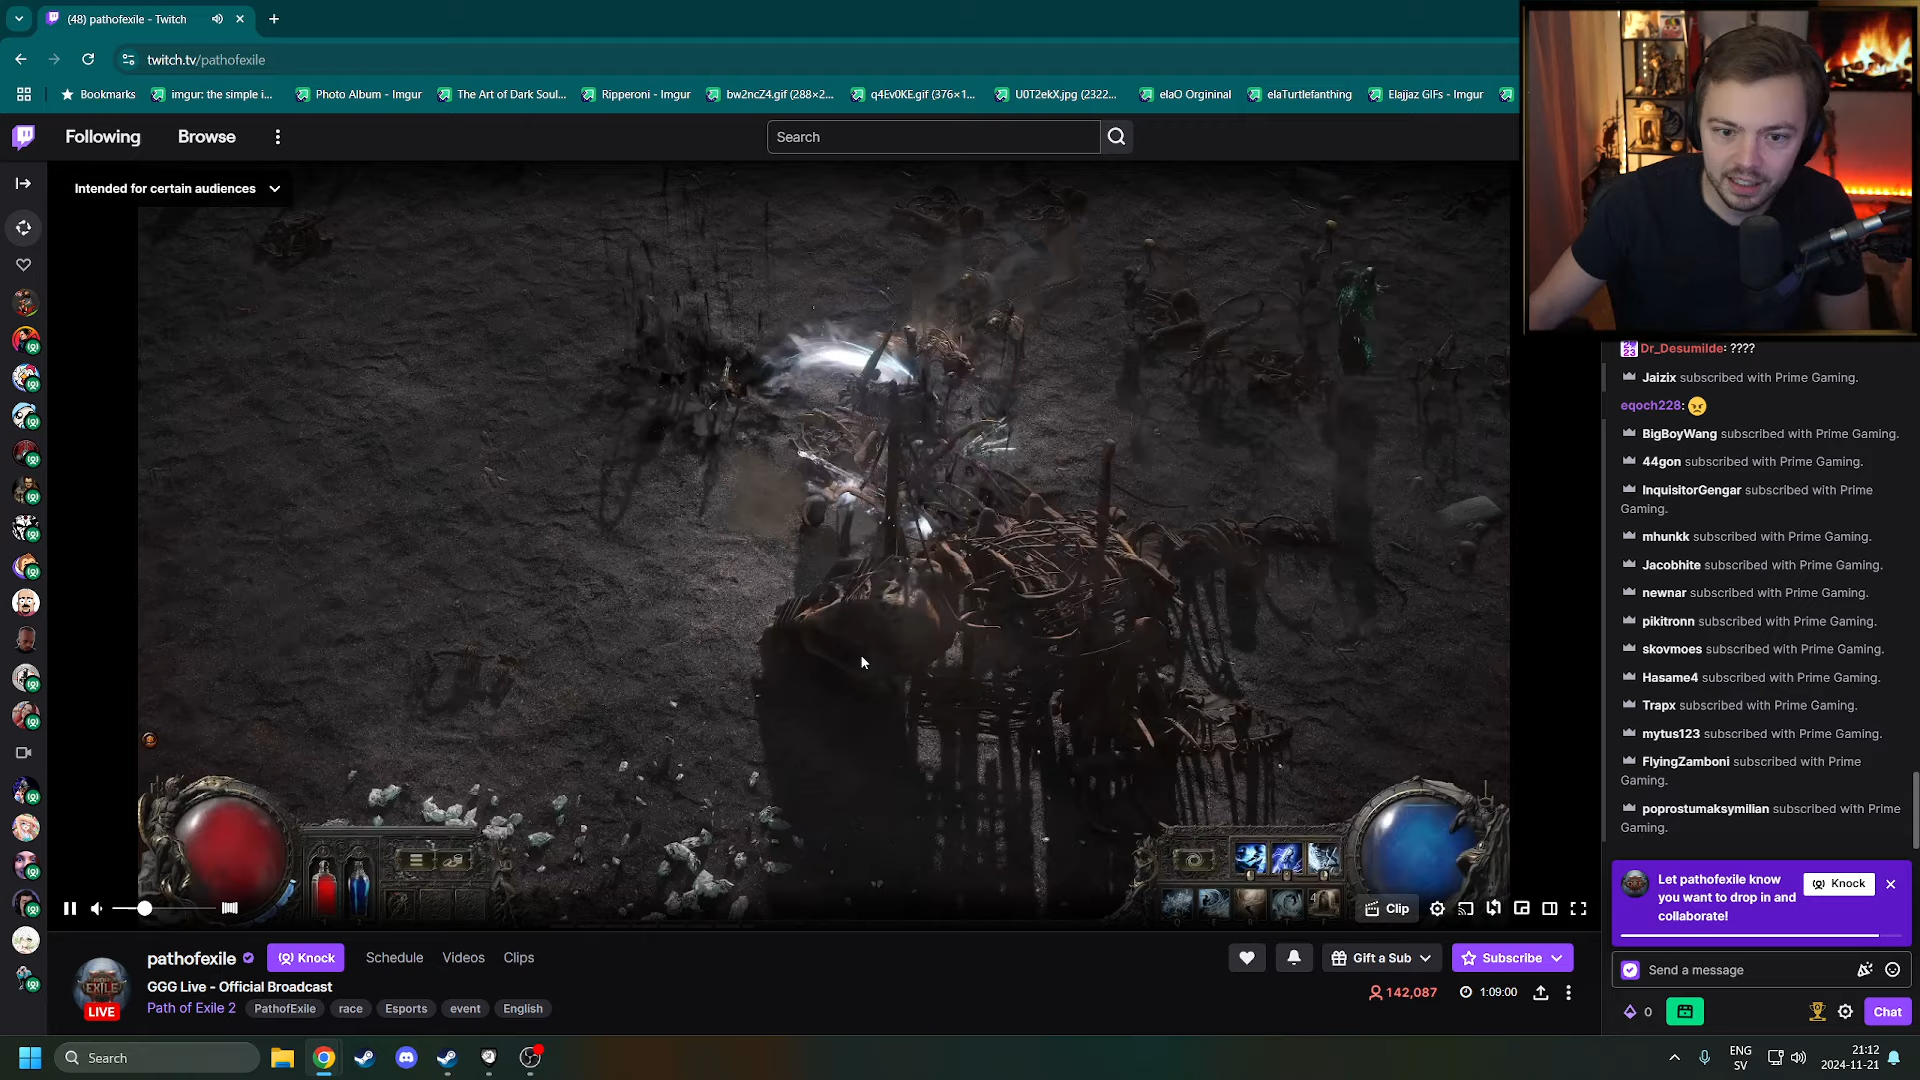 (48) pathofexile - Twitch
twitch.tv/pathofexile
Bookmarks
imgur: the simple i...
Photo Album - Imgur
The Art of Dark Soul...
Ripperoni - Imgur
bw2ncZ4.gif (288×2...
q4Ev0KE.gif (376×1...
U0T2ekX.jpg (2322...
elaO Orgininal
elaTurtlefanthing
Elajjaz GIFs - Imgur
Following
Browse
Search
Intended for certain audiences
Dr_Desumilde: ????
Jaizix subscribed with Prime Gaming.
eqoch228:
BigBoyWang subscribed with Prime Gaming.
44gon subscribed with Prime Gaming.
InquisitorGengar subscribed with Prime
Gaming.
mhunkk subscribed with Prime Gaming.
Jacobhite subscribed with Prime Gaming.
newnar subscribed with Prime Gaming.
pikitronn subscribed with Prime Gaming.
skovmoes subscribed with Prime Gaming.
Hasame4 subscribed with Prime Gaming.
Trapx subscribed with Prime Gaming.
mytus123 subscribed with Prime Gaming.
FlyingZamboni subscribed with Prime
Gaming.
poprostumaksymilian subscribed with Prime
Gaming.
Let pathofexile know
you want to drop in and
collaborate!
Knock
Clip
pathofexile
Knock
Schedule
Videos
Clips
Gift a Sub
Subscribe
GGG Live - Official Broadcast
LIVE
Path of Exile 2
PathofExile
race
Esports
event
English
142,087
1:09:00
Send a message
0
Chat
Search
ENG
SV
21:12
2024-11-21